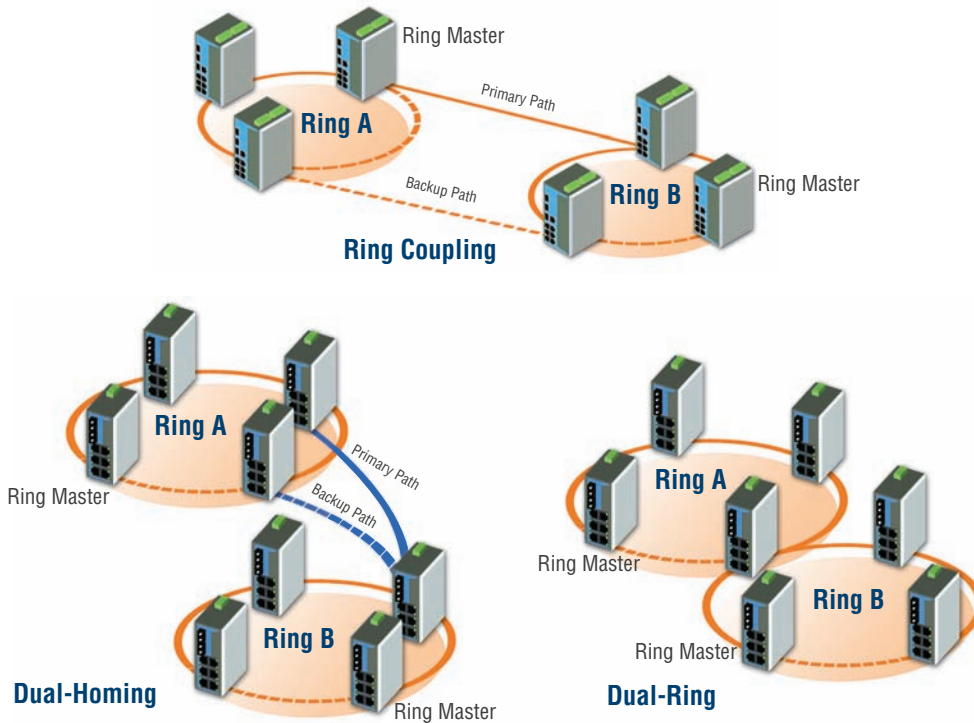 Ring Master
Primary Path
Ring A
Ring Master
Ring B
Backup Path
Ring Coupling
Ring A
Primary Path
Ring Master
Backup Path
Ring B
Dual-Homing
Ring Master
Ring A
Ring Master
Ring B
Ring Master
Dual-Ring